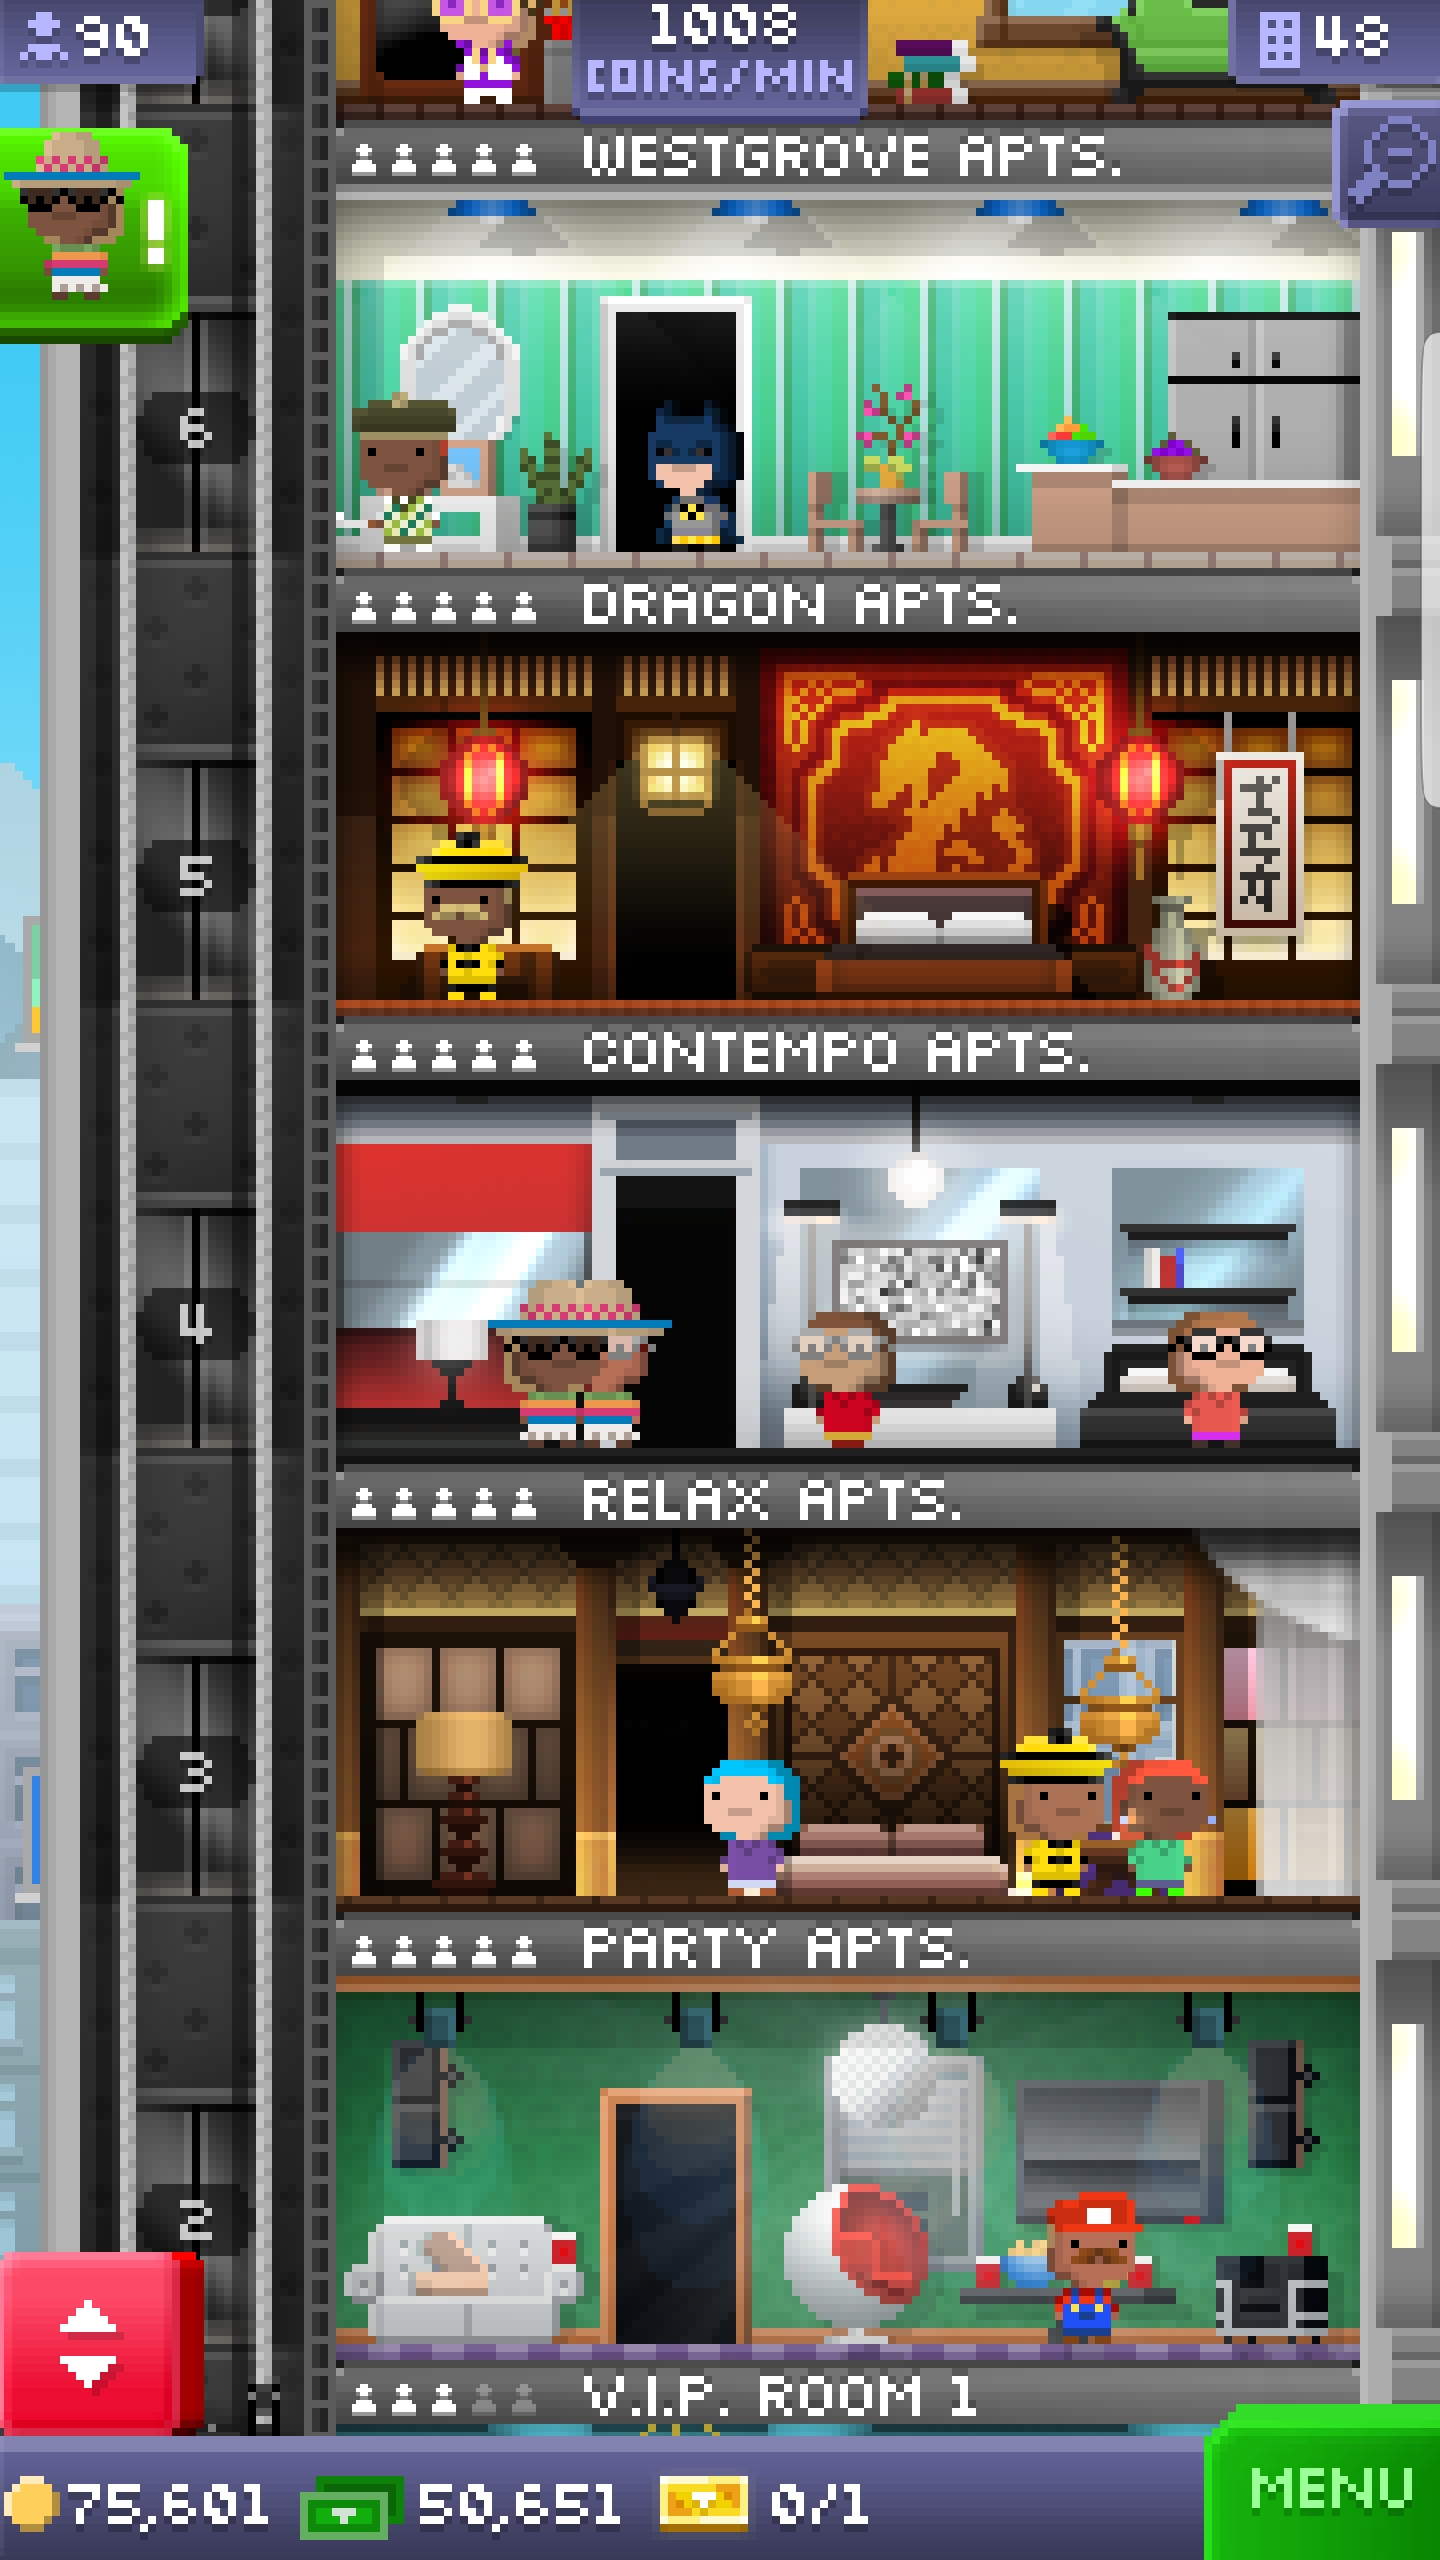 90
1008
COINS/MIN
48
WESTGROVE APTS.
!
6
DRAGON APTS.
5
CONTEMPO APTS.
4
RELAX APTS.
3
PARTY APTS.
2
V.I.P. ROOM 1
75,601
50,651
0/1
MENU